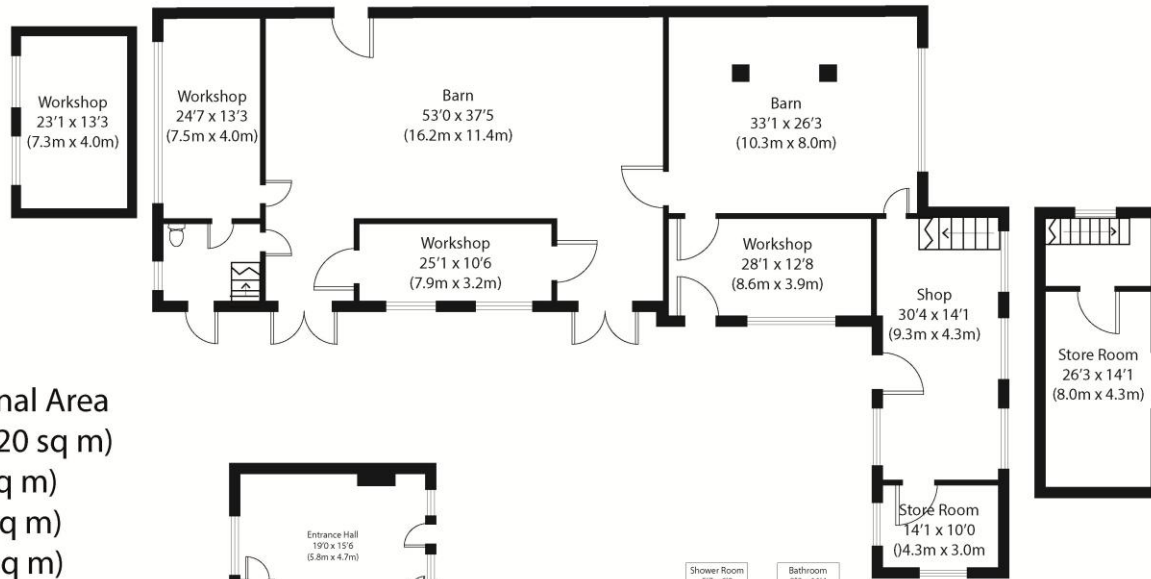 Workshop
23'1 x 13'3
(7.3m x 4.0m)
Workshop
24'7 x 13'3
(7.5m x 4.0m)
Barn
53'0 x 37'5
(16.2m x 11.4m)
Barn
33'1 x 26'3
(10.3m x 8.0m)
Workshop
25'1 x 10'6
(7.9m x 3.2m)
Workshop
28'1 x 12'8
(8.6m x 3.9m)
Shop
30'4 x 14'1
(9.3m x 4.3m)
Store Room
26'3 x 14'1
(8.0m x 4.3m)
nal Area
20 sq m)
q m)
q m)
q m)
Entrance Hall
19'0 x 15'6
(5.8m x 4.7m)
Store Room
14'1 x 10'0
()4.3m x 3.0m
Shower Room
Bathroom